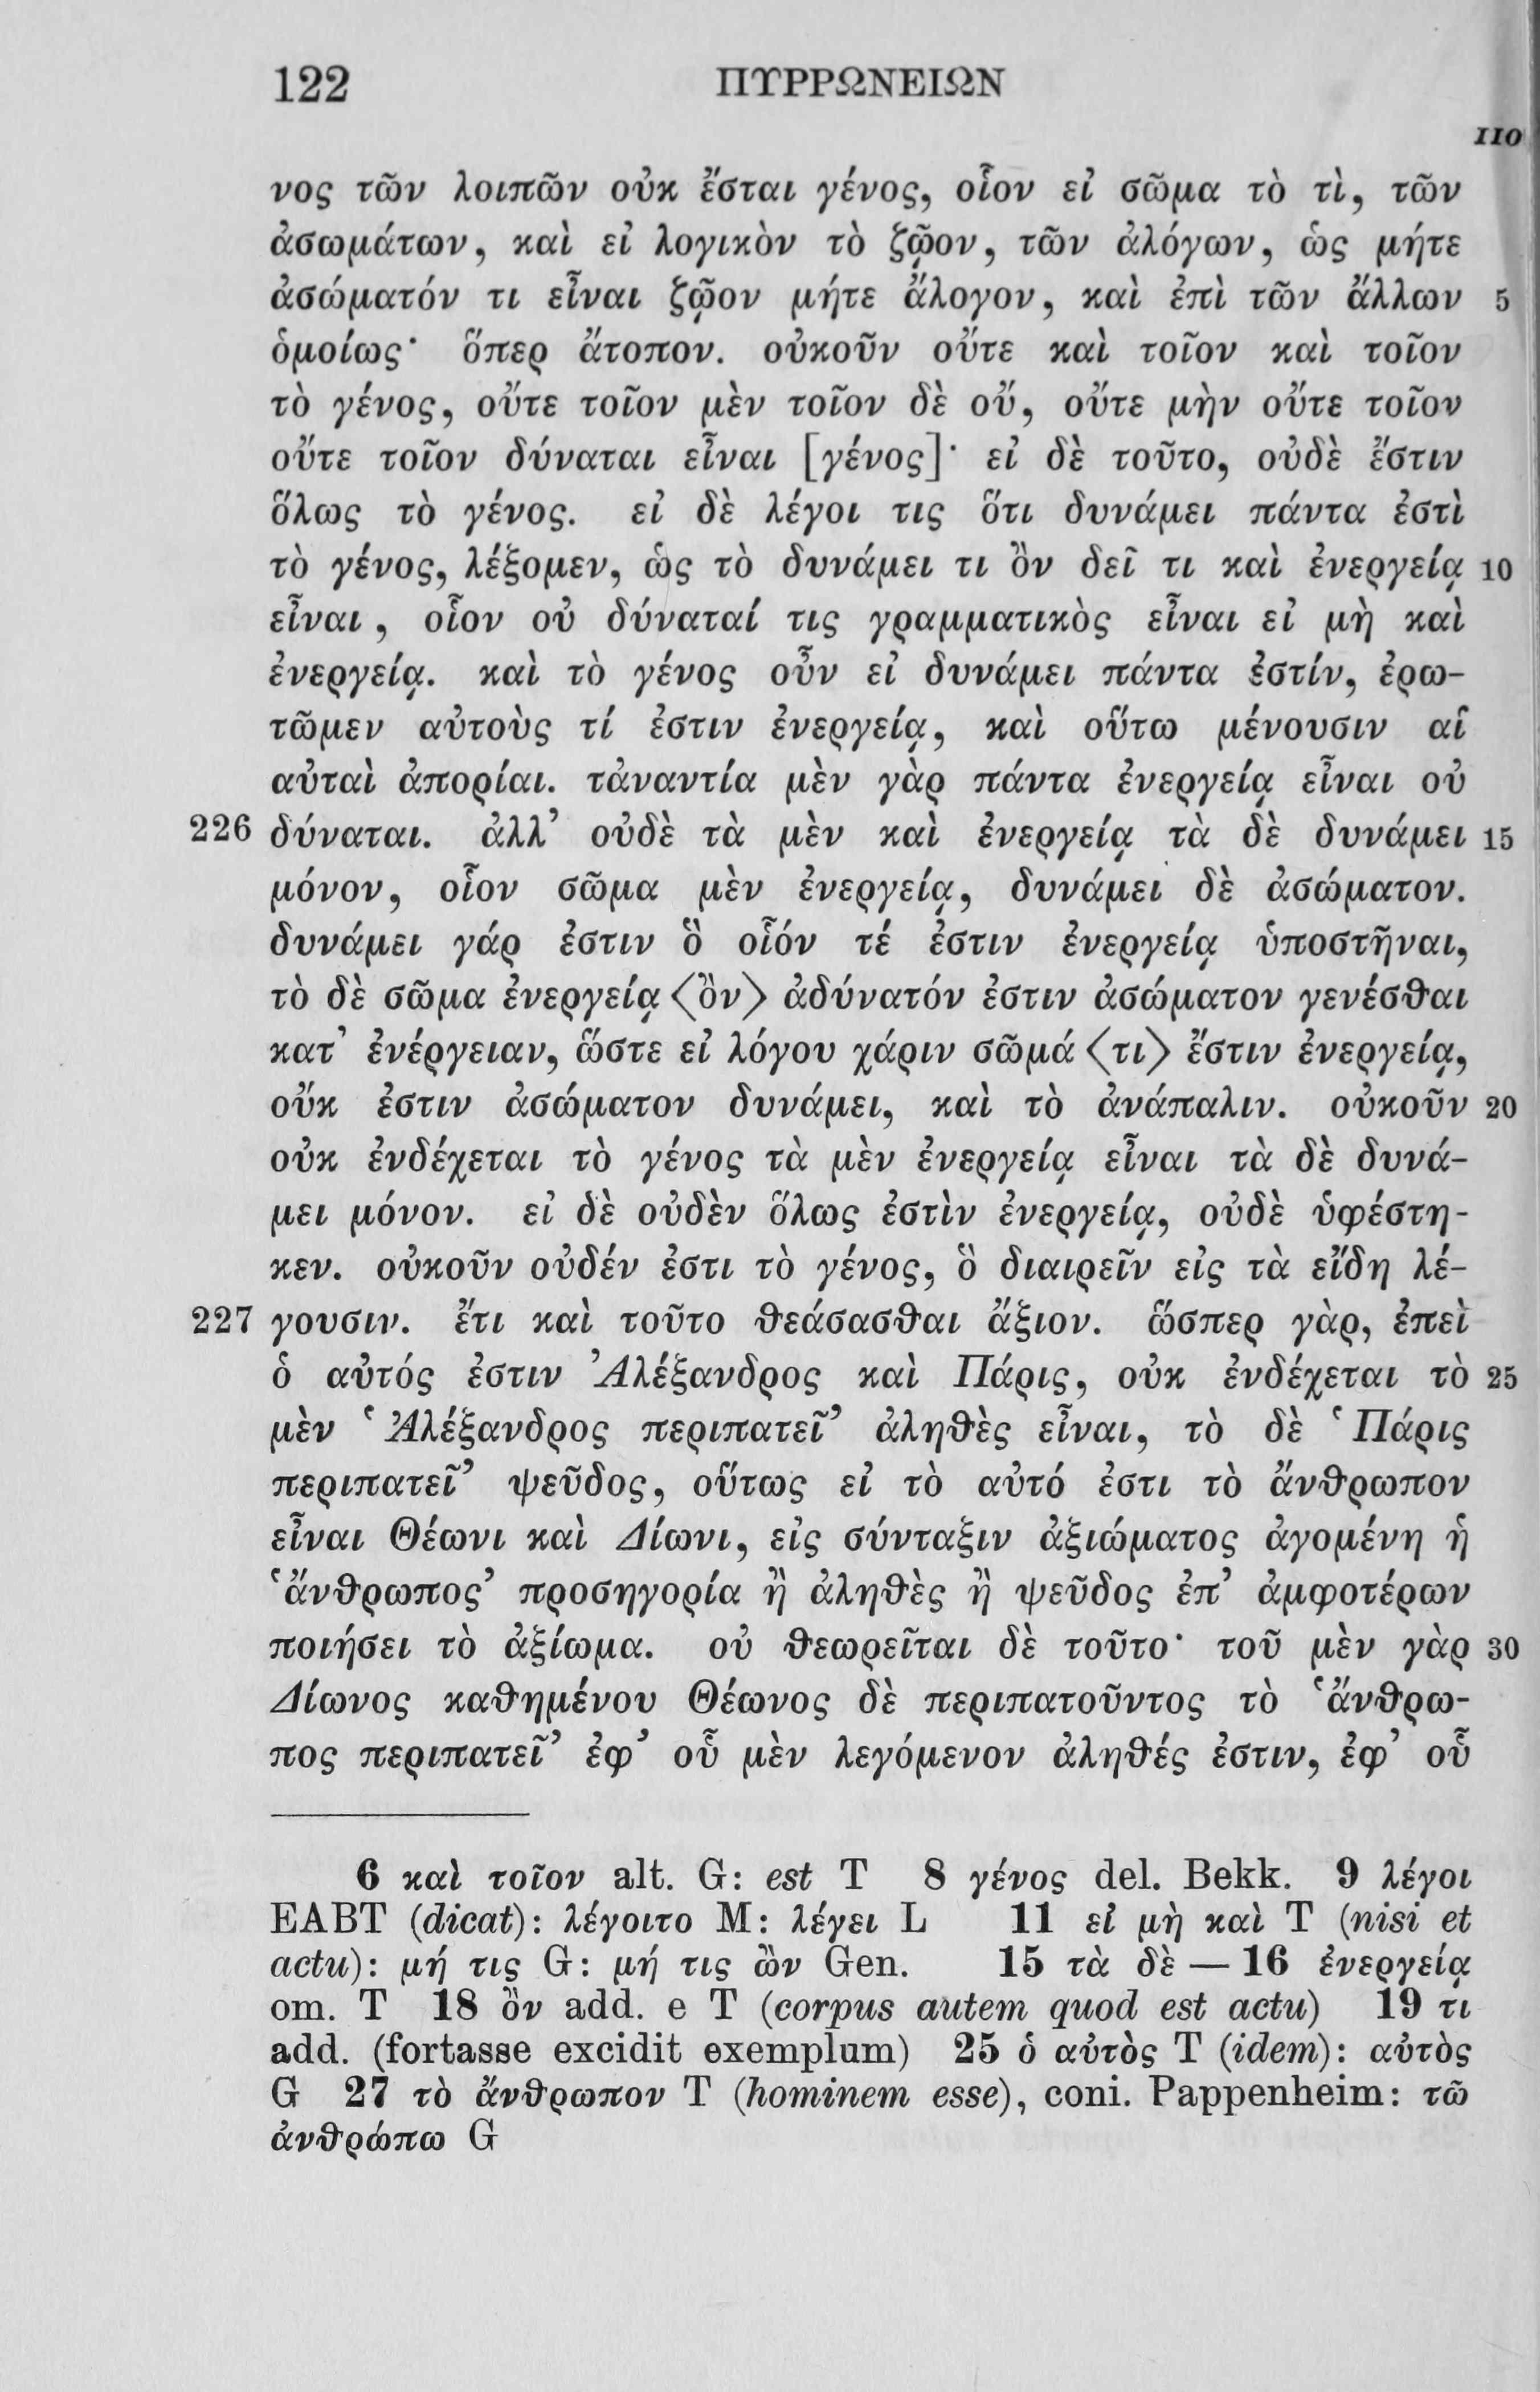 122 ΠΥΡΡΩΝΕΙΩΝ
110
νος τῶν λοιπῶν οὐκ ἔσται γένος, οἷον εἰ σῶμα τὸ τὶ, τῶν
ἀσωμάτων, καὶ εἰ λογικὸν τὸ ζῷον, τῶν ἀλόγων, ὡς μήτε
ἀσώματόν τι εἶναι ζῷον μήτε ἄλογον, καὶ ἐπὶ τῶν ἄλλων 5
ὁμοίως· ὅπερ ἄτοπον. οὐκοῦν οὔτε καὶ τοῖον καὶ τοῖον
τὸ γένος, οὔτε τοῖον μὲν τοῖον δὲ οὔ, οὔτε μὴν οὔτε τοῖον
οὔτε τοῖον δύναται εἶναι [γένος]· εἰ δὲ τοῦτο, οὐδὲ ἔστιν
ὅλως τὸ γένος. εἰ δὲ λέγοι τις ὅτι δυνάμει πάντα ἐστὶ
τὸ γένος, λέξομεν, ὡς τὸ δυνάμει τι ὂν δεῖ τι καὶ ἐνεργείᾳ 10
εἶναι, οἷον οὐ δύναταί τις γραμματικὸς εἶναι εἰ μὴ καὶ
ἐνεργείᾳ. καὶ τὸ γένος οὖν εἰ δυνάμει πάντα ἐστίν, ἐρω-
τῶμεν αὐτοὺς τί ἐστιν ἐνεργείᾳ, καὶ οὕτω μένουσιν αἱ
αὐταὶ ἀπορίαι. τἀναντία μὲν γὰρ πάντα ἐνεργείᾳ εἶναι οὐ
226 δύναται. ἀλλ’ οὐδὲ τὰ μὲν καὶ ἐνεργείᾳ τὰ δὲ δυνάμει 15
μόνον, οἷον σῶμα μὲν ἐνεργείᾳ, δυνάμει δὲ ἀσώματον.
δυνάμει γάρ ἐστιν ὃ οἷόν τέ ἐστιν ἐνεργείᾳ ὑποστῆναι,
τὸ δὲ σῶμα ἐνεργείᾳ ⟨ὂν⟩ ἀδύνατόν ἐστιν ἀσώματον γενέσθαι
κατ’ ἐνέργειαν, ὥστε εἰ λόγου χάριν σῶμά ⟨τι⟩ ἔστιν ἐνεργείᾳ,
οὔκ ἐστιν ἀσώματον δυνάμει, καὶ τὸ ἀνάπαλιν. οὐκοῦν 20
οὐκ ἐνδέχεται τὸ γένος τὰ μὲν ἐνεργείᾳ εἶναι τὰ δὲ δυνά-
μει μόνον. εἰ δὲ οὐδὲν ὅλως ἐστὶν ἐνεργείᾳ, οὐδὲ ὑφέστη-
κεν. οὐκοῦν οὐδέν ἐστι τὸ γένος, ὃ διαιρεῖν εἰς τὰ εἴδη λέ-
227 γουσιν. ἔτι καὶ τοῦτο θεάσασθαι ἄξιον. ὥσπερ γὰρ, ἐπεὶ
ὁ αὐτός ἐστιν Ἀλέξανδρος καὶ Πάρις, οὐκ ἐνδέχεται τὸ 25
μὲν ‘Ἀλέξανδρος περιπατεῖ’ ἀληθὲς εἶναι, τὸ δὲ ‘Πάρις
περιπατεῖ’ ψεῦδος, οὕτως εἰ τὸ αὐτό ἐστι τὸ ἄνθρωπον
εἶναι Θέωνι καὶ Δίωνι, εἰς σύνταξιν ἀξιώματος ἀγομένη ἡ
‘ἄνθρωπος’ προσηγορία ἢ ἀληθὲς ἢ ψεῦδος ἐπ’ ἀμφοτέρων
ποιήσει τὸ ἀξίωμα. οὐ θεωρεῖται δὲ τοῦτο· τοῦ μὲν γὰρ 30
Δίωνος καθημένου Θέωνος δὲ περιπατοῦντος τὸ ‘ἄνθρω-
πος περιπατεῖ’ ἐφ’ οὗ μὲν λεγόμενον ἀληθές ἐστιν, ἐφ’ οὗ
6 καὶ τοῖον alt. G: est T 8 γένος del. Bekk. 9 λέγοι
EABT (dicat): λέγοιτο M: λέγει L 11 εἰ μὴ καὶ T (nisi et
actu): μή τις G: μή τις ὢν Gen. 15 τὰ δὲ — 16 ἐνεργείᾳ
om. T 18 ὂν add. e T (corpus autem quod est actu) 19 τι
add. (fortasse excidit exemplum) 25 ὁ αὐτὸς T (idem): αὐτὸς
G 27 τὸ ἄνθρωπον T (hominem esse), coni. Pappenheim: τῶ
ἀνθρώπω G